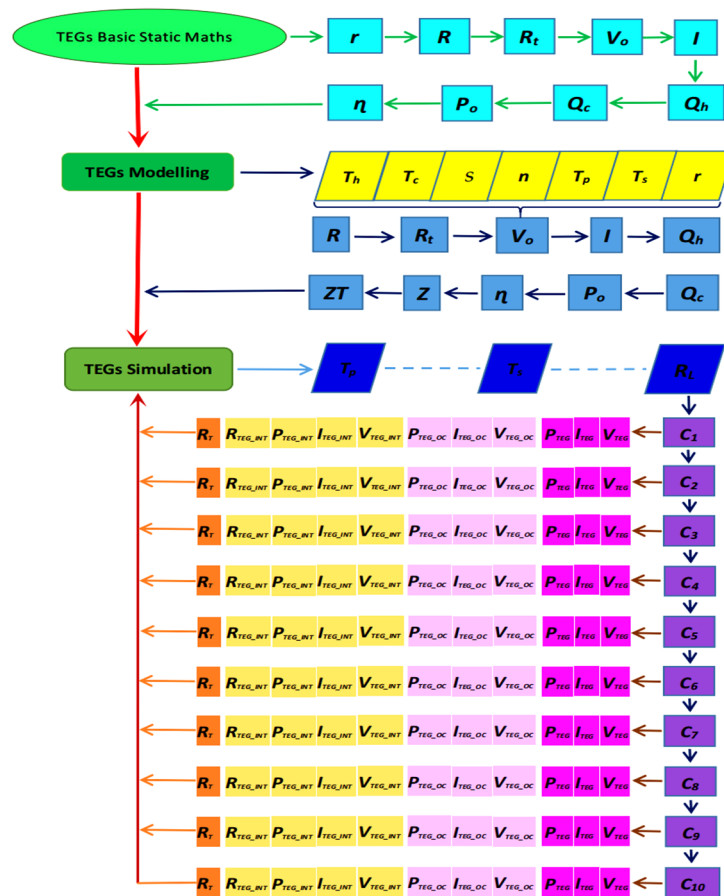 TEGs Basic Static Maths r R Rt Vo I
η Po Qc Qh
TEGs Modelling Th Tc S n Tp Ts r
R Rt Vo I Qh
ZT Z η Po Qc
TEGs Simulation Tp Ts RL
RT RTEG_INT PTEG_INT ITEG_INT VTEG_INT PTEG_OC ITEG_OC VTEG_OC PTEG ITEG VTEG C1
RT RTEG_INT PTEG_INT ITEG_INT VTEG_INT PTEG_OC ITEG_OC VTEG_OC PTEG ITEG VTEG C2
RT RTEG_INT PTEG_INT ITEG_INT VTEG_INT PTEG_OC ITEG_OC VTEG_OC PTEG ITEG VTEG C3
RT RTEG_INT PTEG_INT ITEG_INT VTEG_INT PTEG_OC ITEG_OC VTEG_OC PTEG ITEG VTEG C4
RT RTEG_INT PTEG_INT ITEG_INT VTEG_INT PTEG_OC ITEG_OC VTEG_OC PTEG ITEG VTEG C5
RT RTEG_INT PTEG_INT ITEG_INT VTEG_INT PTEG_OC ITEG_OC VTEG_OC PTEG ITEG VTEG C6
RT RTEG_INT PTEG_INT ITEG_INT VTEG_INT PTEG_OC ITEG_OC VTEG_OC PTEG ITEG VTEG C7
RT RTEG_INT PTEG_INT ITEG_INT VTEG_INT PTEG_OC ITEG_OC VTEG_OC PTEG ITEG VTEG C8
RT RTEG_INT PTEG_INT ITEG_INT VTEG_INT PTEG_OC ITEG_OC VTEG_OC PTEG ITEG VTEG C9
RT RTEG_INT PTEG_INT ITEG_INT VTEG_INT PTEG_OC ITEG_OC VTEG_OC PTEG ITEG VTEG C10